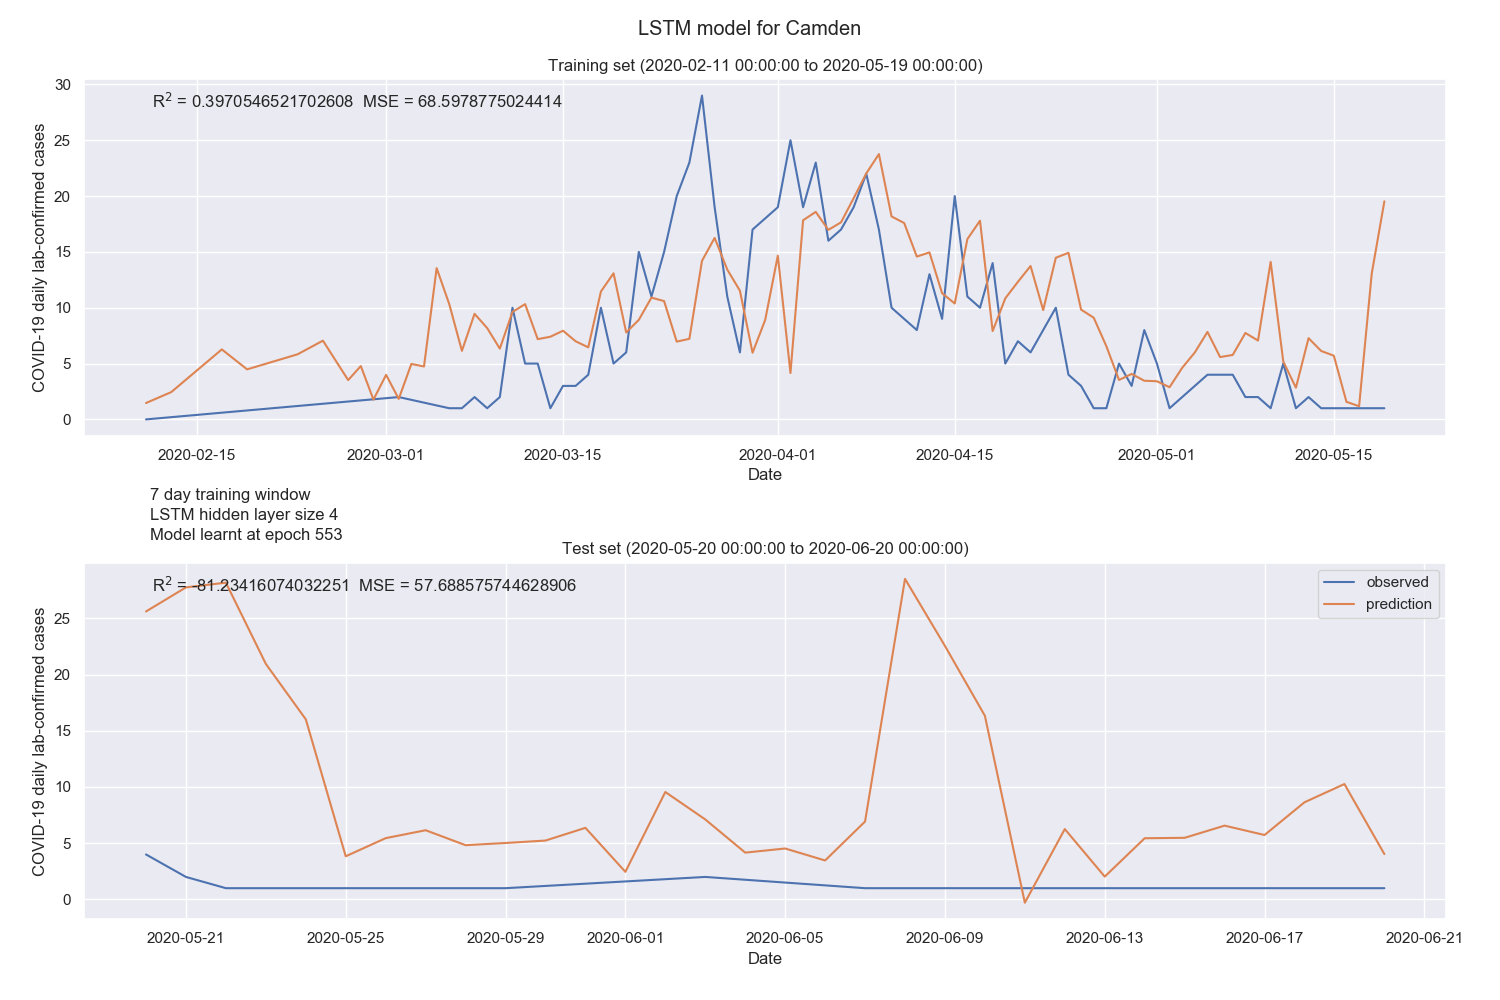 LSTM model for Camden
Training set (2020-02-11 00:00:00 to 2020-05-19 00:00:00)
R² = 0.3970546521702608 MSE = 68.5978775024414
COVID-19 daily lab-confirmed cases
30
25
20
15
10
5
0
2020-02-15 2020-03-01 2020-03-15 2020-04-01 2020-04-15 2020-05-01 2020-05-15
Date
7 day training window
LSTM hidden layer size 4
Model learnt at epoch 553
Test set (2020-05-20 00:00:00 to 2020-06-20 00:00:00)
R² = -81.23416074032251 MSE = 57.688575744628906
observed
prediction
COVID-19 daily lab-confirmed cases
25
20
15
10
5
0
2020-05-21 2020-05-25 2020-05-29 2020-06-01 2020-06-05 2020-06-09 2020-06-13 2020-06-17 2020-06-21
Date